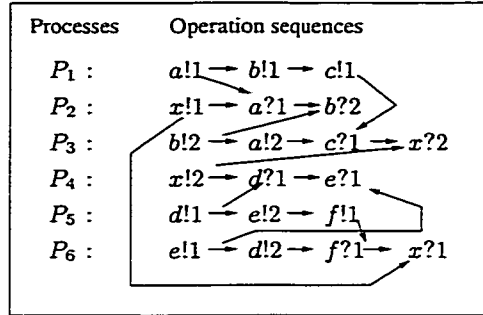 Processes Operation sequences
P₁ : a!1 → b!1 → c!1
P₂ : x!1 → a?1 → b?2
P₃ : b!2 → a!2 → c?1 → x?2
P₄ : x!2 → d?1 → e?1
P₅ : d!1 → e!2 → f!1
P₆ : e!1 → d!2 → f?1 → x?1